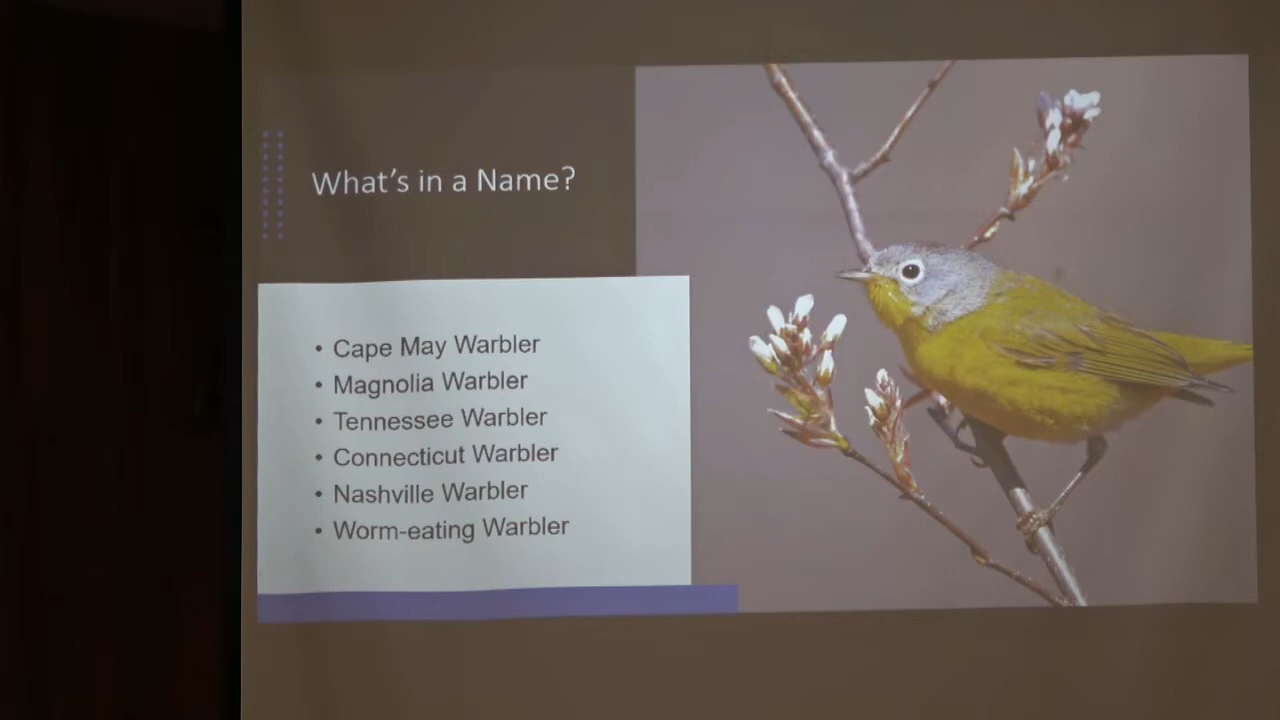 What's in a Name?
• Cape May Warbler
• Magnolia Warbler
• Tennessee Warbler
• Connecticut Warbler
• Nashville Warbler
• Worm-eating Warbler